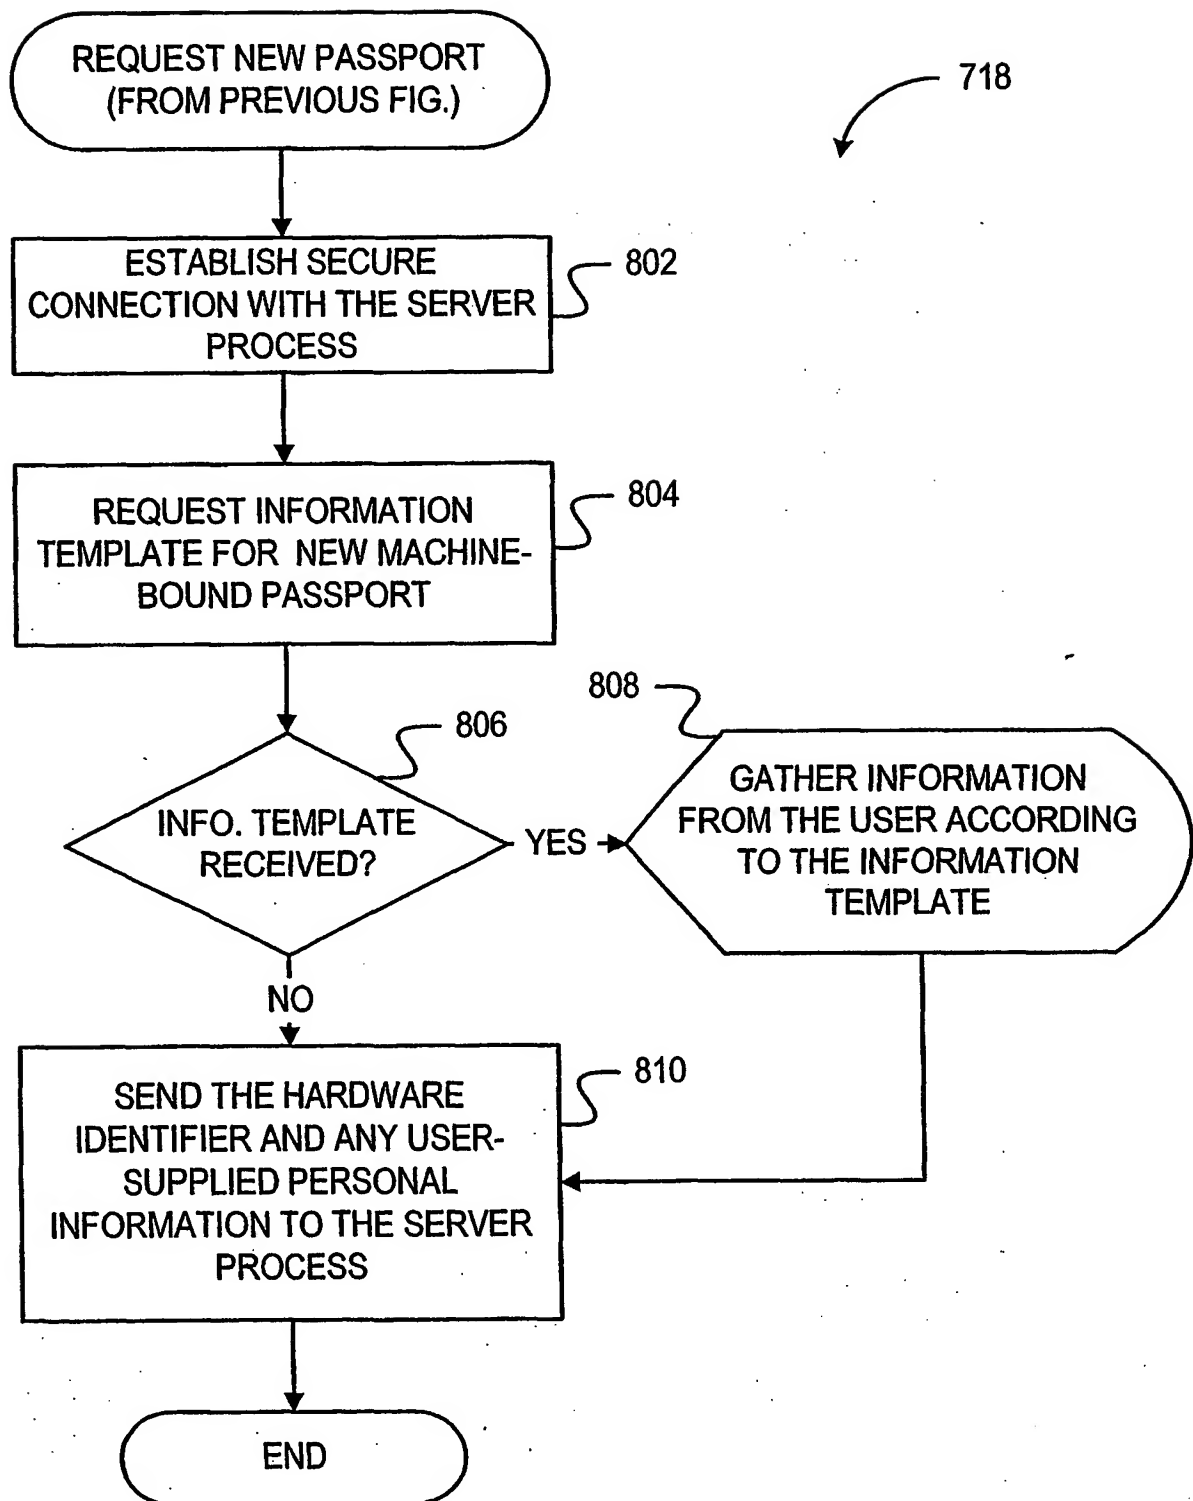 REQUEST NEW PASSPORT
(FROM PREVIOUS FIG.)
718
ESTABLISH SECURE
CONNECTION WITH THE SERVER
PROCESS
802
REQUEST INFORMATION
TEMPLATE FOR NEW MACHINE-
BOUND PASSPORT
804
INFO. TEMPLATE
RECEIVED?
806
YES
808
GATHER INFORMATION
FROM THE USER ACCORDING
TO THE INFORMATION
TEMPLATE
NO
SEND THE HARDWARE
IDENTIFIER AND ANY USER-
SUPPLIED PERSONAL
INFORMATION TO THE SERVER
PROCESS
810
END